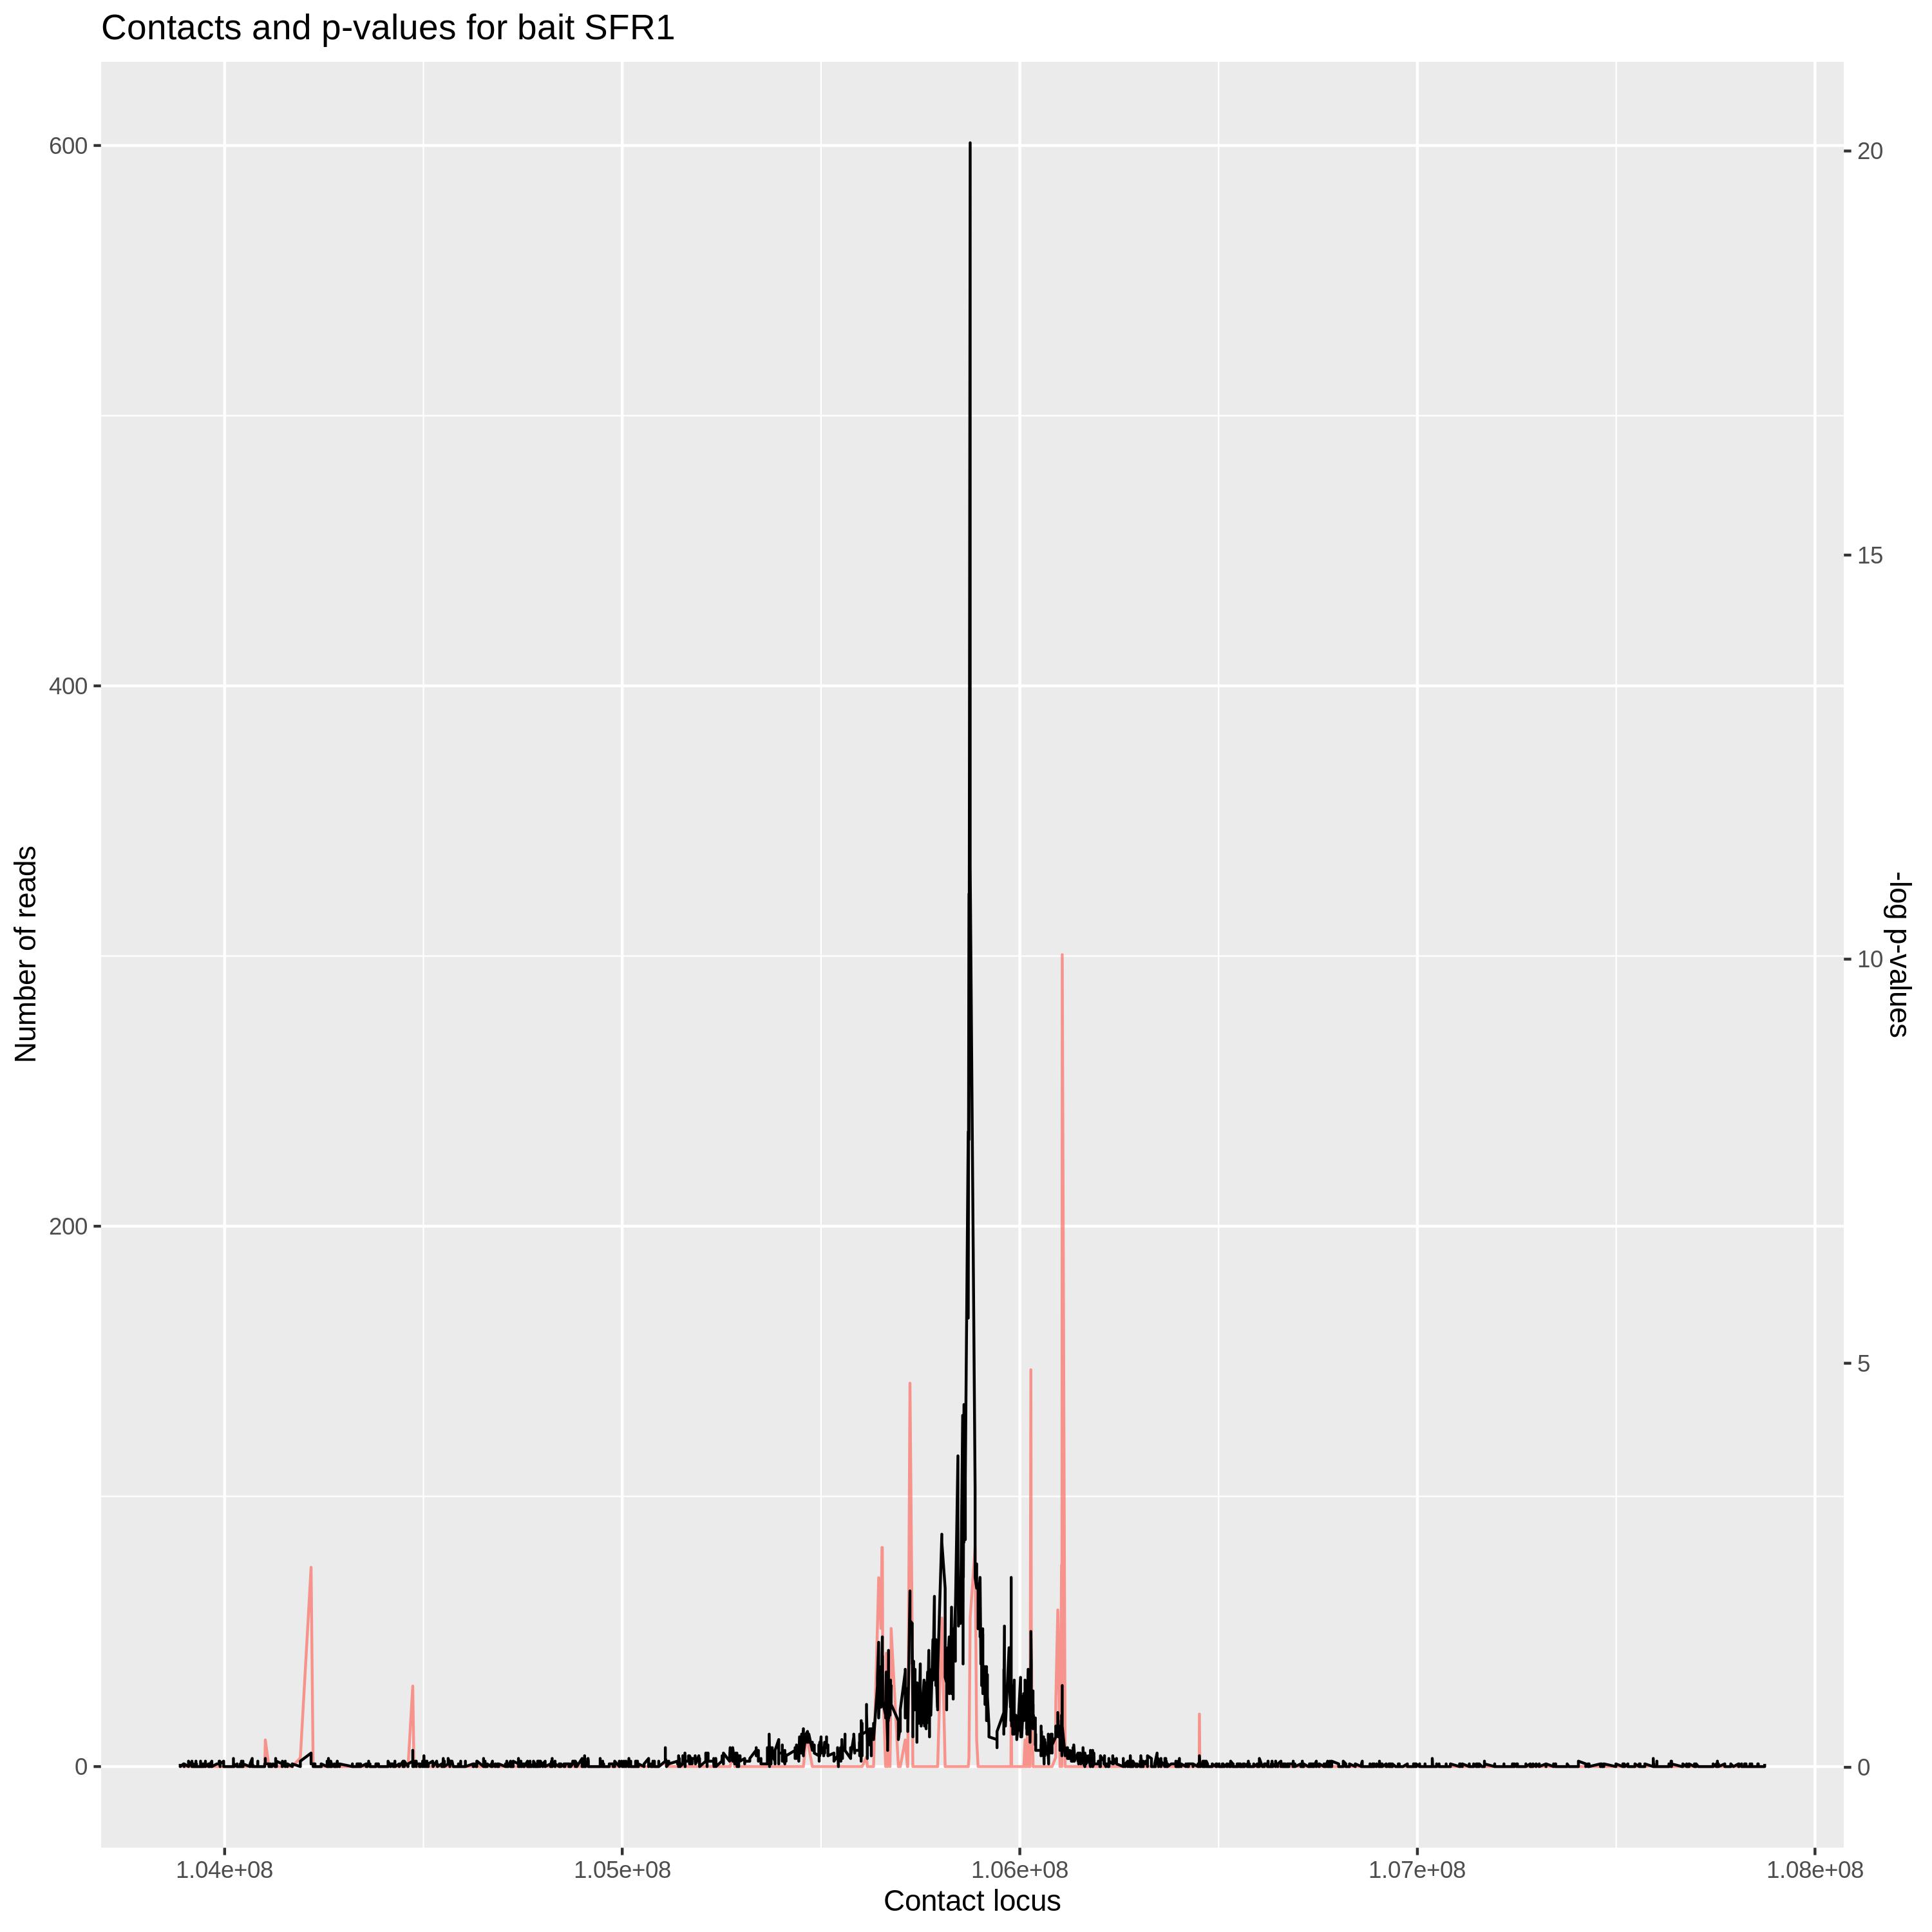 Contacts and p-values for bait SFR1
600
400
200
0
Number of reads
20
15
10
5
0
-log p-values
1.04e+08
1.05e+08
1.06e+08
1.07e+08
1.08e+08
Contact locus